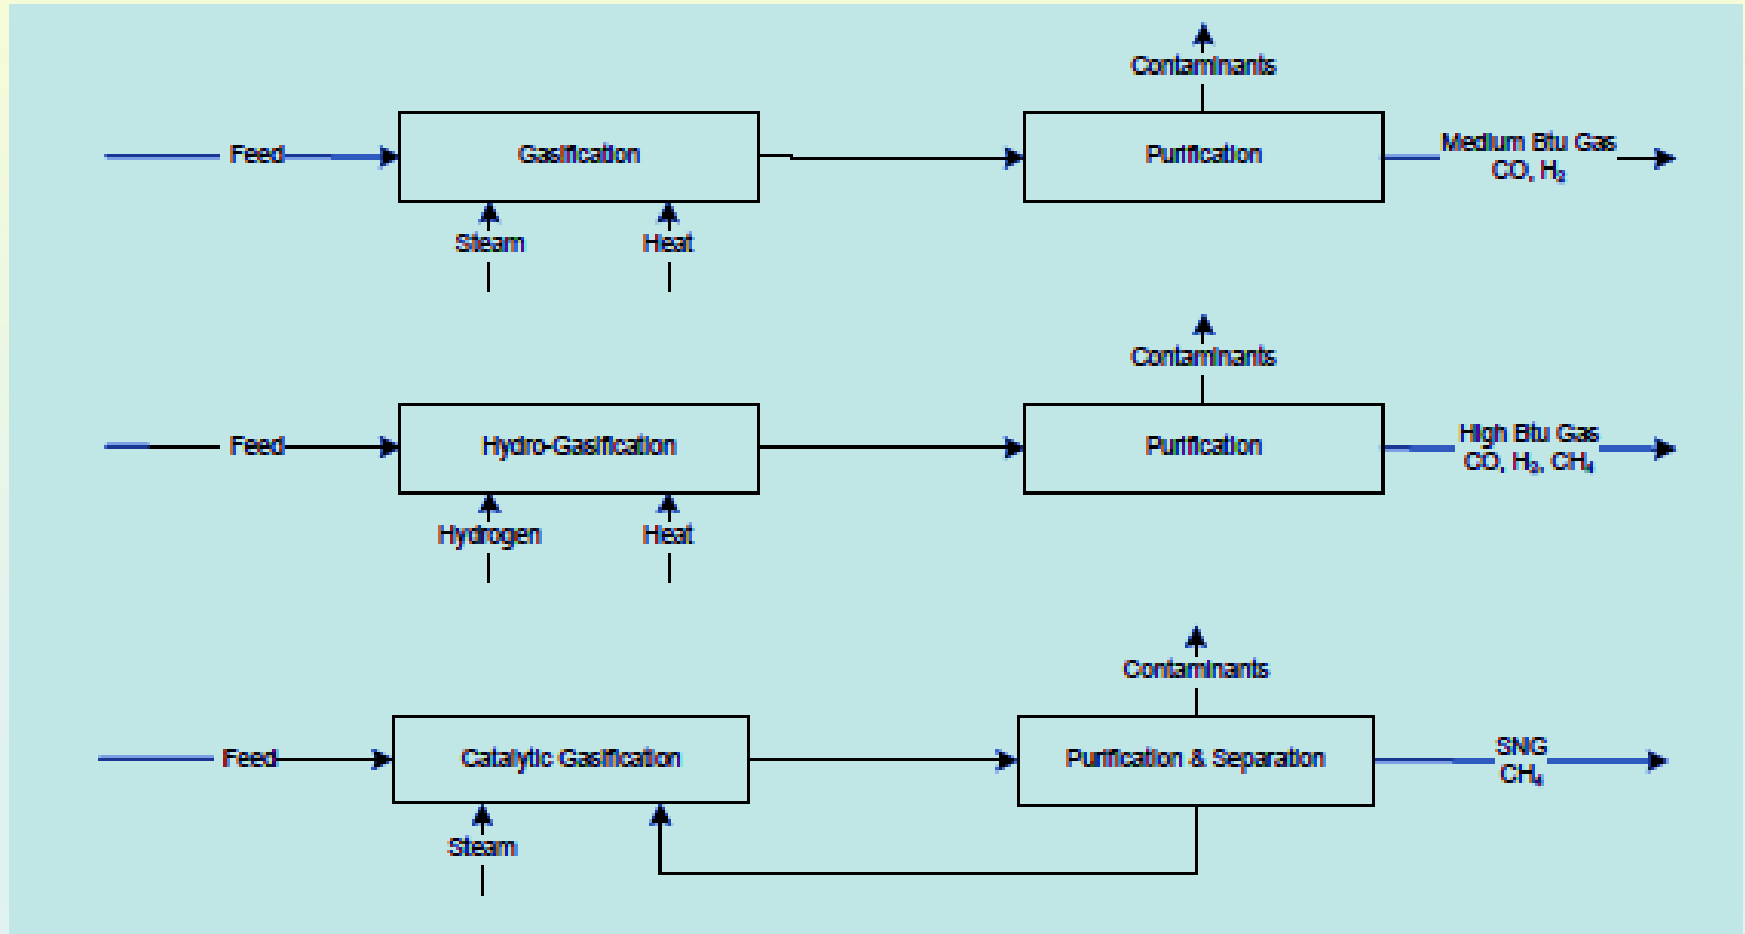 Contaminants
Feed
Gasification
Purification
Medium Btu Gas
CO, H₂
Steam
Heat
Contaminants
Feed
Hydro-Gasification
Purification
High Btu Gas
CO, H₂, CH₄
Hydrogen
Heat
Contaminants
Feed
Catalytic Gasification
Purification & Separation
SNG
CH₄
Steam